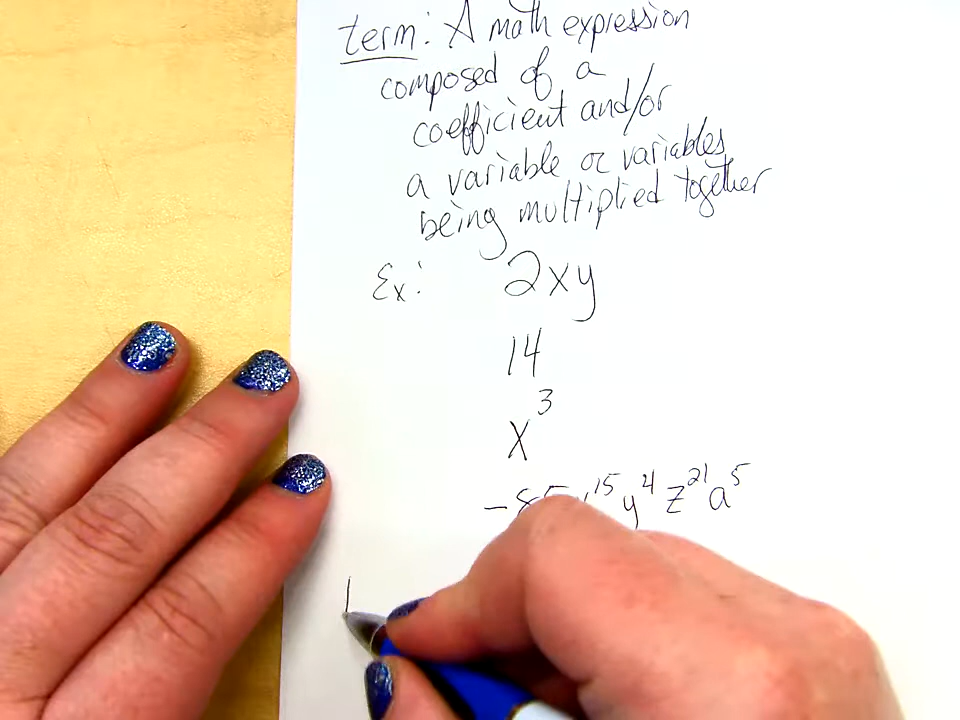 term: A math expression
composed of a
coefficient and/or
a variable or variables
being multiplied together
Ex: 2xy
14
x³
y⁴ z²¹ a⁵